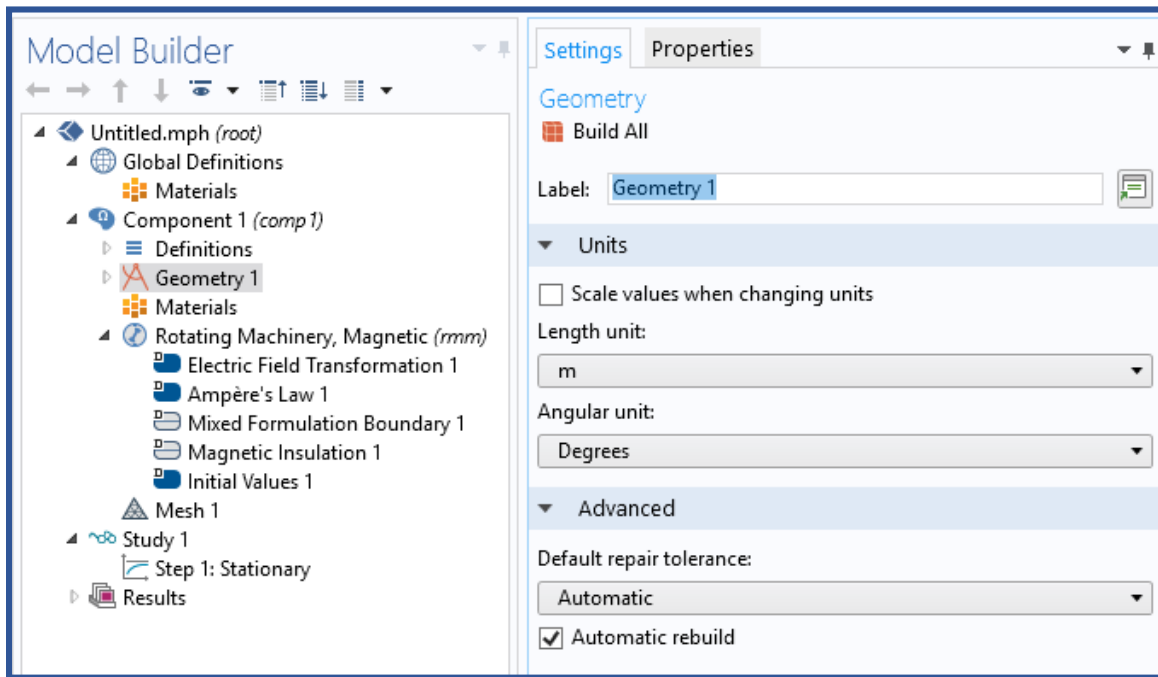 Model Builder
Untitled.mph (root)
Global Definitions
Materials
Component 1 (comp1)
Definitions
Geometry 1
Materials
Rotating Machinery, Magnetic (rmm)
Electric Field Transformation 1
Ampère's Law 1
Mixed Formulation Boundary 1
Magnetic Insulation 1
Initial Values 1
Mesh 1
Study 1
Step 1: Stationary
Results
Settings Properties
Geometry
Build All
Label: Geometry 1
Units
Scale values when changing units
Length unit:
m
Angular unit:
Degrees
Advanced
Default repair tolerance:
Automatic
Automatic rebuild